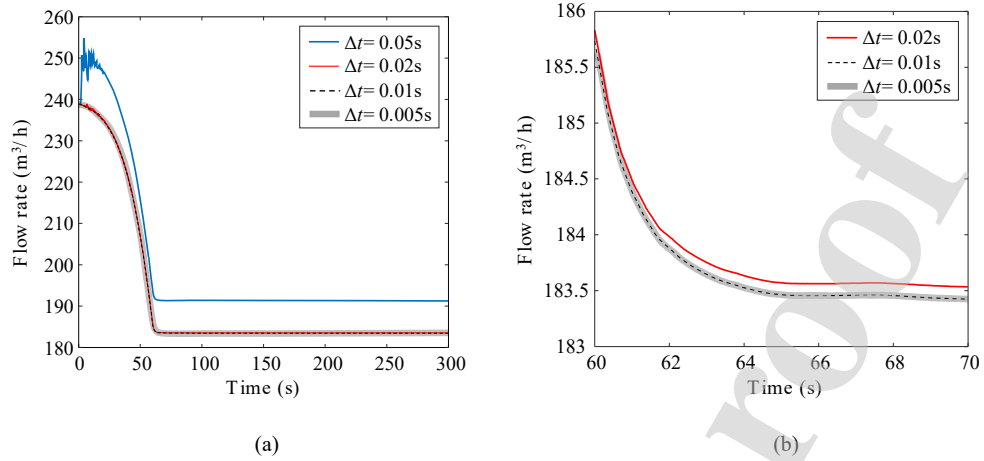 260
250
240
230
220
210
200
190
180
0
50
100
150
200
250
300
Flow rate (m³/ h)
Time (s)
Δt= 0.05s
Δt= 0.02s
Δt= 0.01s
Δt= 0.005s
(a)
186
185.5
185
184.5
184
183.5
183
60
62
64
66
68
70
Flow rate (m³/ h)
Time (s)
Δt= 0.02s
Δt= 0.01s
Δt= 0.005s
(b)
roof